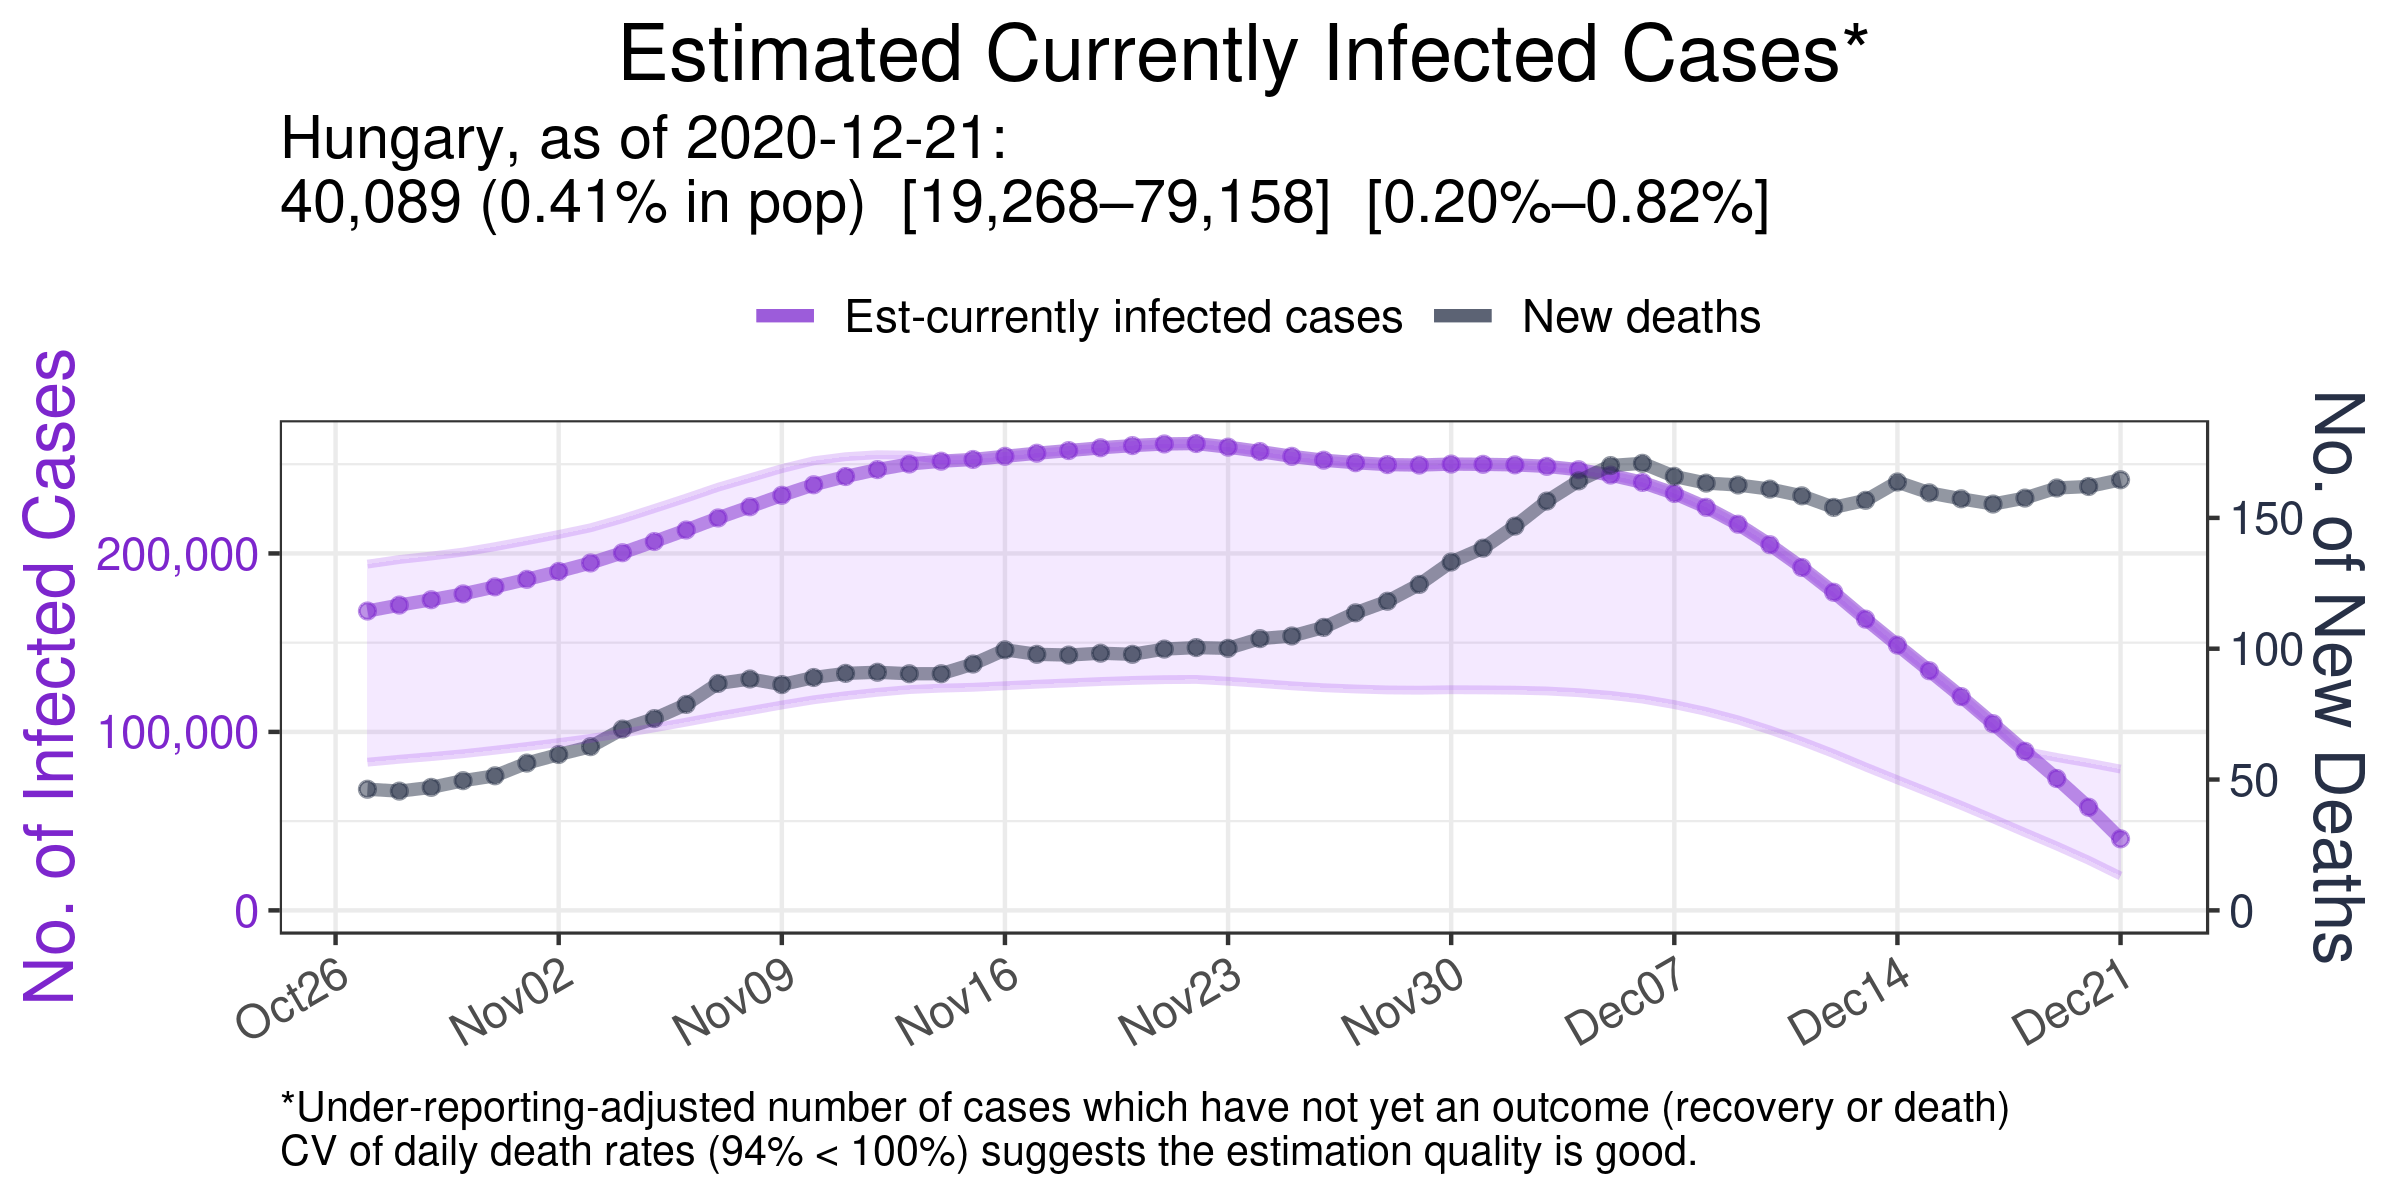 Estimated Currently Infected Cases*
Hungary, as of 2020-12-21:
40,089 (0.41% in pop)  [19,268–79,158]  [0.20%–0.82%]
Est-currently infected cases
New deaths
No. of Infected Cases
200,000
100,000
0
No. of New Deaths
150
100
50
0
Oct26
Nov02
Nov09
Nov16
Nov23
Nov30
Dec07
Dec14
Dec21
*Under-reporting-adjusted number of cases which have not yet an outcome (recovery or death)
CV of daily death rates (94% < 100%) suggests the estimation quality is good.